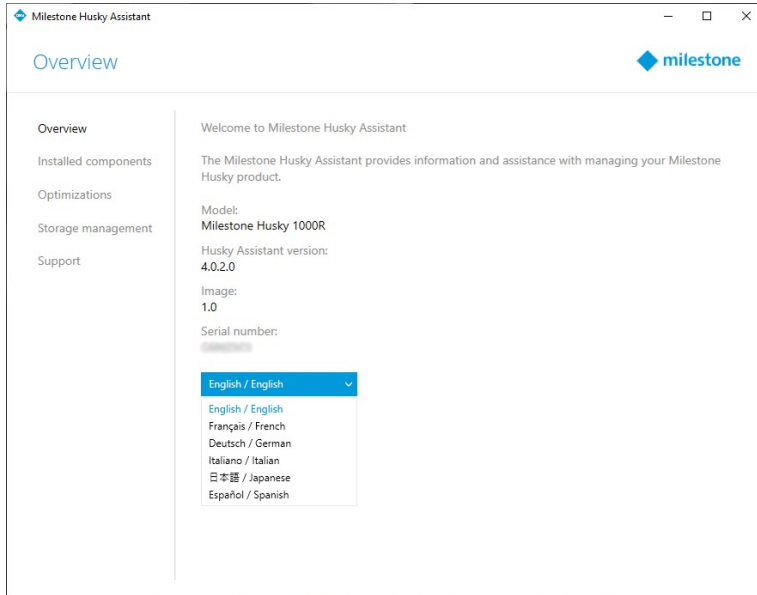 Milestone Husky Assistant
Overview
milestone
Overview
Installed components
Optimizations
Storage management
Support
Welcome to Milestone Husky Assistant
The Milestone Husky Assistant provides information and assistance with managing your Milestone
Husky product.
Model:
Milestone Husky 1000R
Husky Assistant version:
4.0.2.0
Image:
1.0
Serial number:
English / English
English / English
Français / French
Deutsch / German
Italiano / Italian
日本語 / Japanese
Español / Spanish